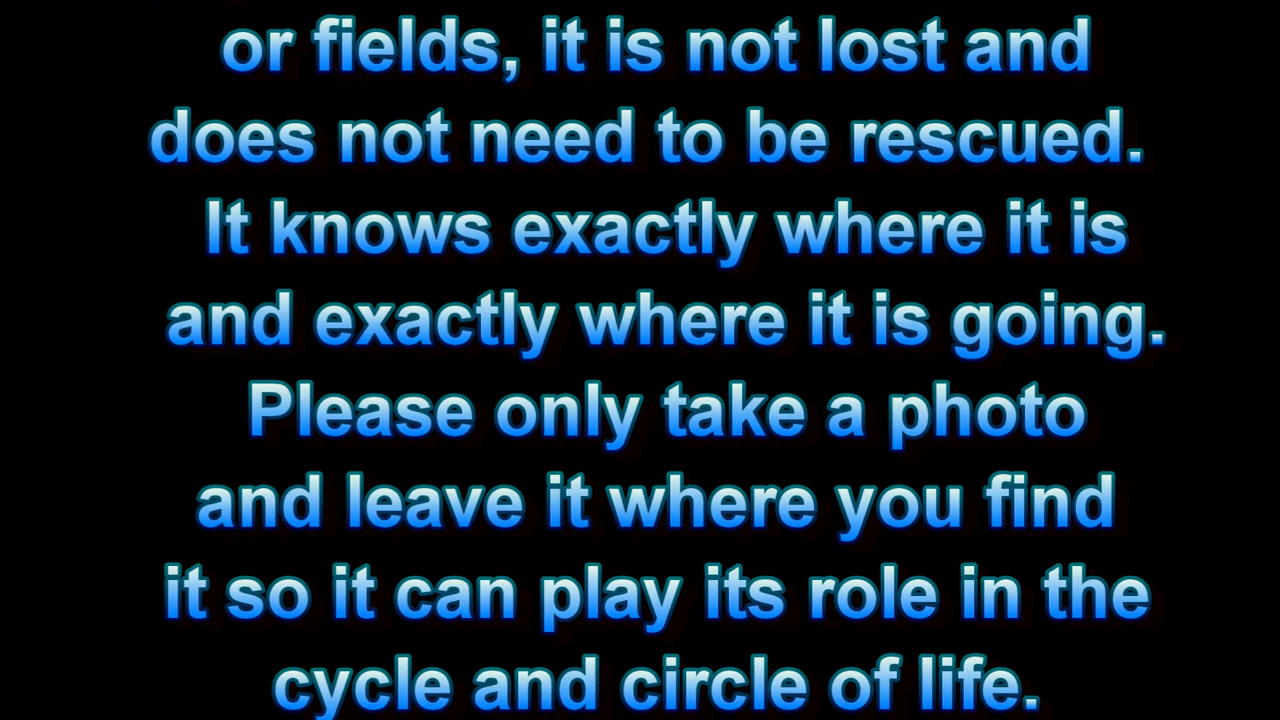 or fields, it is not lost and
does not need to be rescued.
It knows exactly where it is
and exactly where it is going.
Please only take a photo
and leave it where you find
it so it can play its role in the
cycle and circle of life.